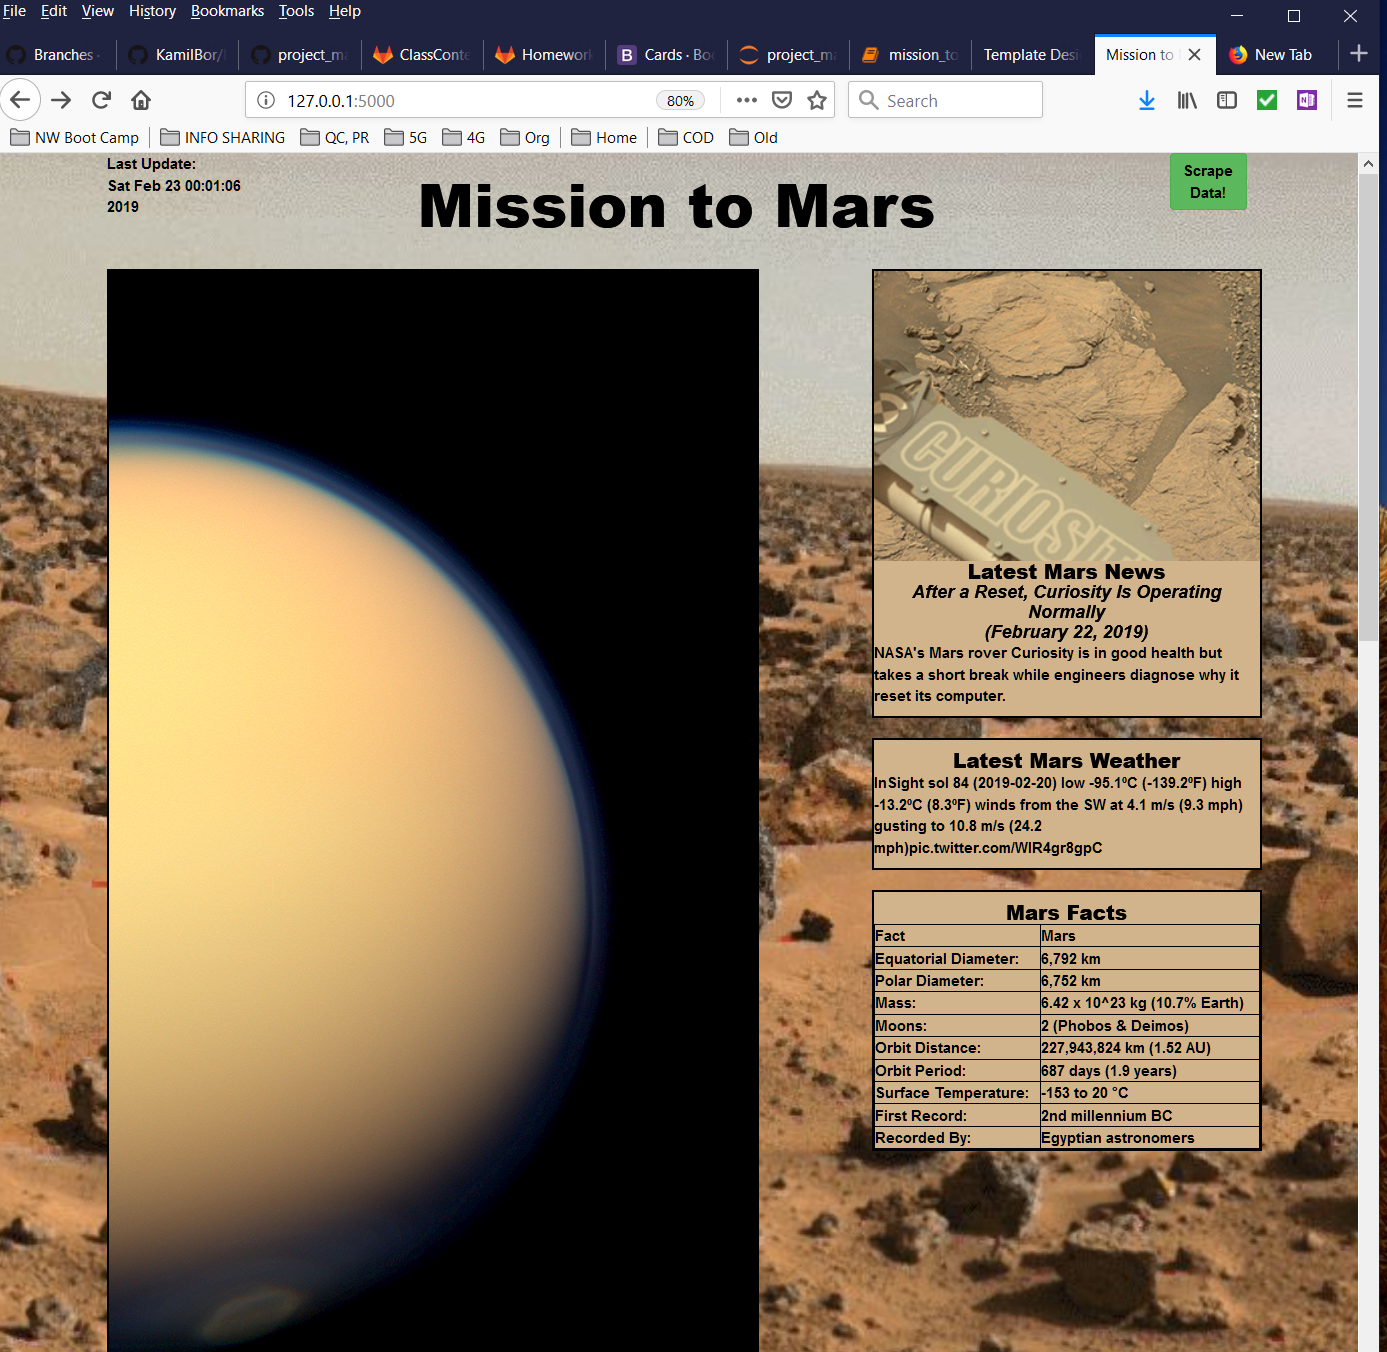 File Edit View History Bookmarks Tools Help
Branches · KamilBor/ project_ma ClassConte Homework Cards · Boo project_ma mission_to Template Desi Mission to New Tab
127.0.0.1:5000 80% Search
NW Boot Camp INFO SHARING QC, PR 5G 4G Org Home COD Old
Last Update:
Sat Feb 23 00:01:06
2019
Mission to Mars
Scrape
Data!
CURIOSIT
Latest Mars News
After a Reset, Curiosity Is Operating
Normally
(February 22, 2019)
NASA's Mars rover Curiosity is in good health but
takes a short break while engineers diagnose why it
reset its computer.
Latest Mars Weather
InSight sol 84 (2019-02-20) low -95.1ºC (-139.2ºF) high
-13.2ºC (8.3ºF) winds from the SW at 4.1 m/s (9.3 mph)
gusting to 10.8 m/s (24.2
mph)pic.twitter.com/WlR4gr8gpC
Mars Facts
Fact Mars
Equatorial Diameter: 6,792 km
Polar Diameter: 6,752 km
Mass: 6.42 x 10^23 kg (10.7% Earth)
Moons: 2 (Phobos & Deimos)
Orbit Distance: 227,943,824 km (1.52 AU)
Orbit Period: 687 days (1.9 years)
Surface Temperature: -153 to 20 °C
First Record: 2nd millennium BC
Recorded By: Egyptian astronomers